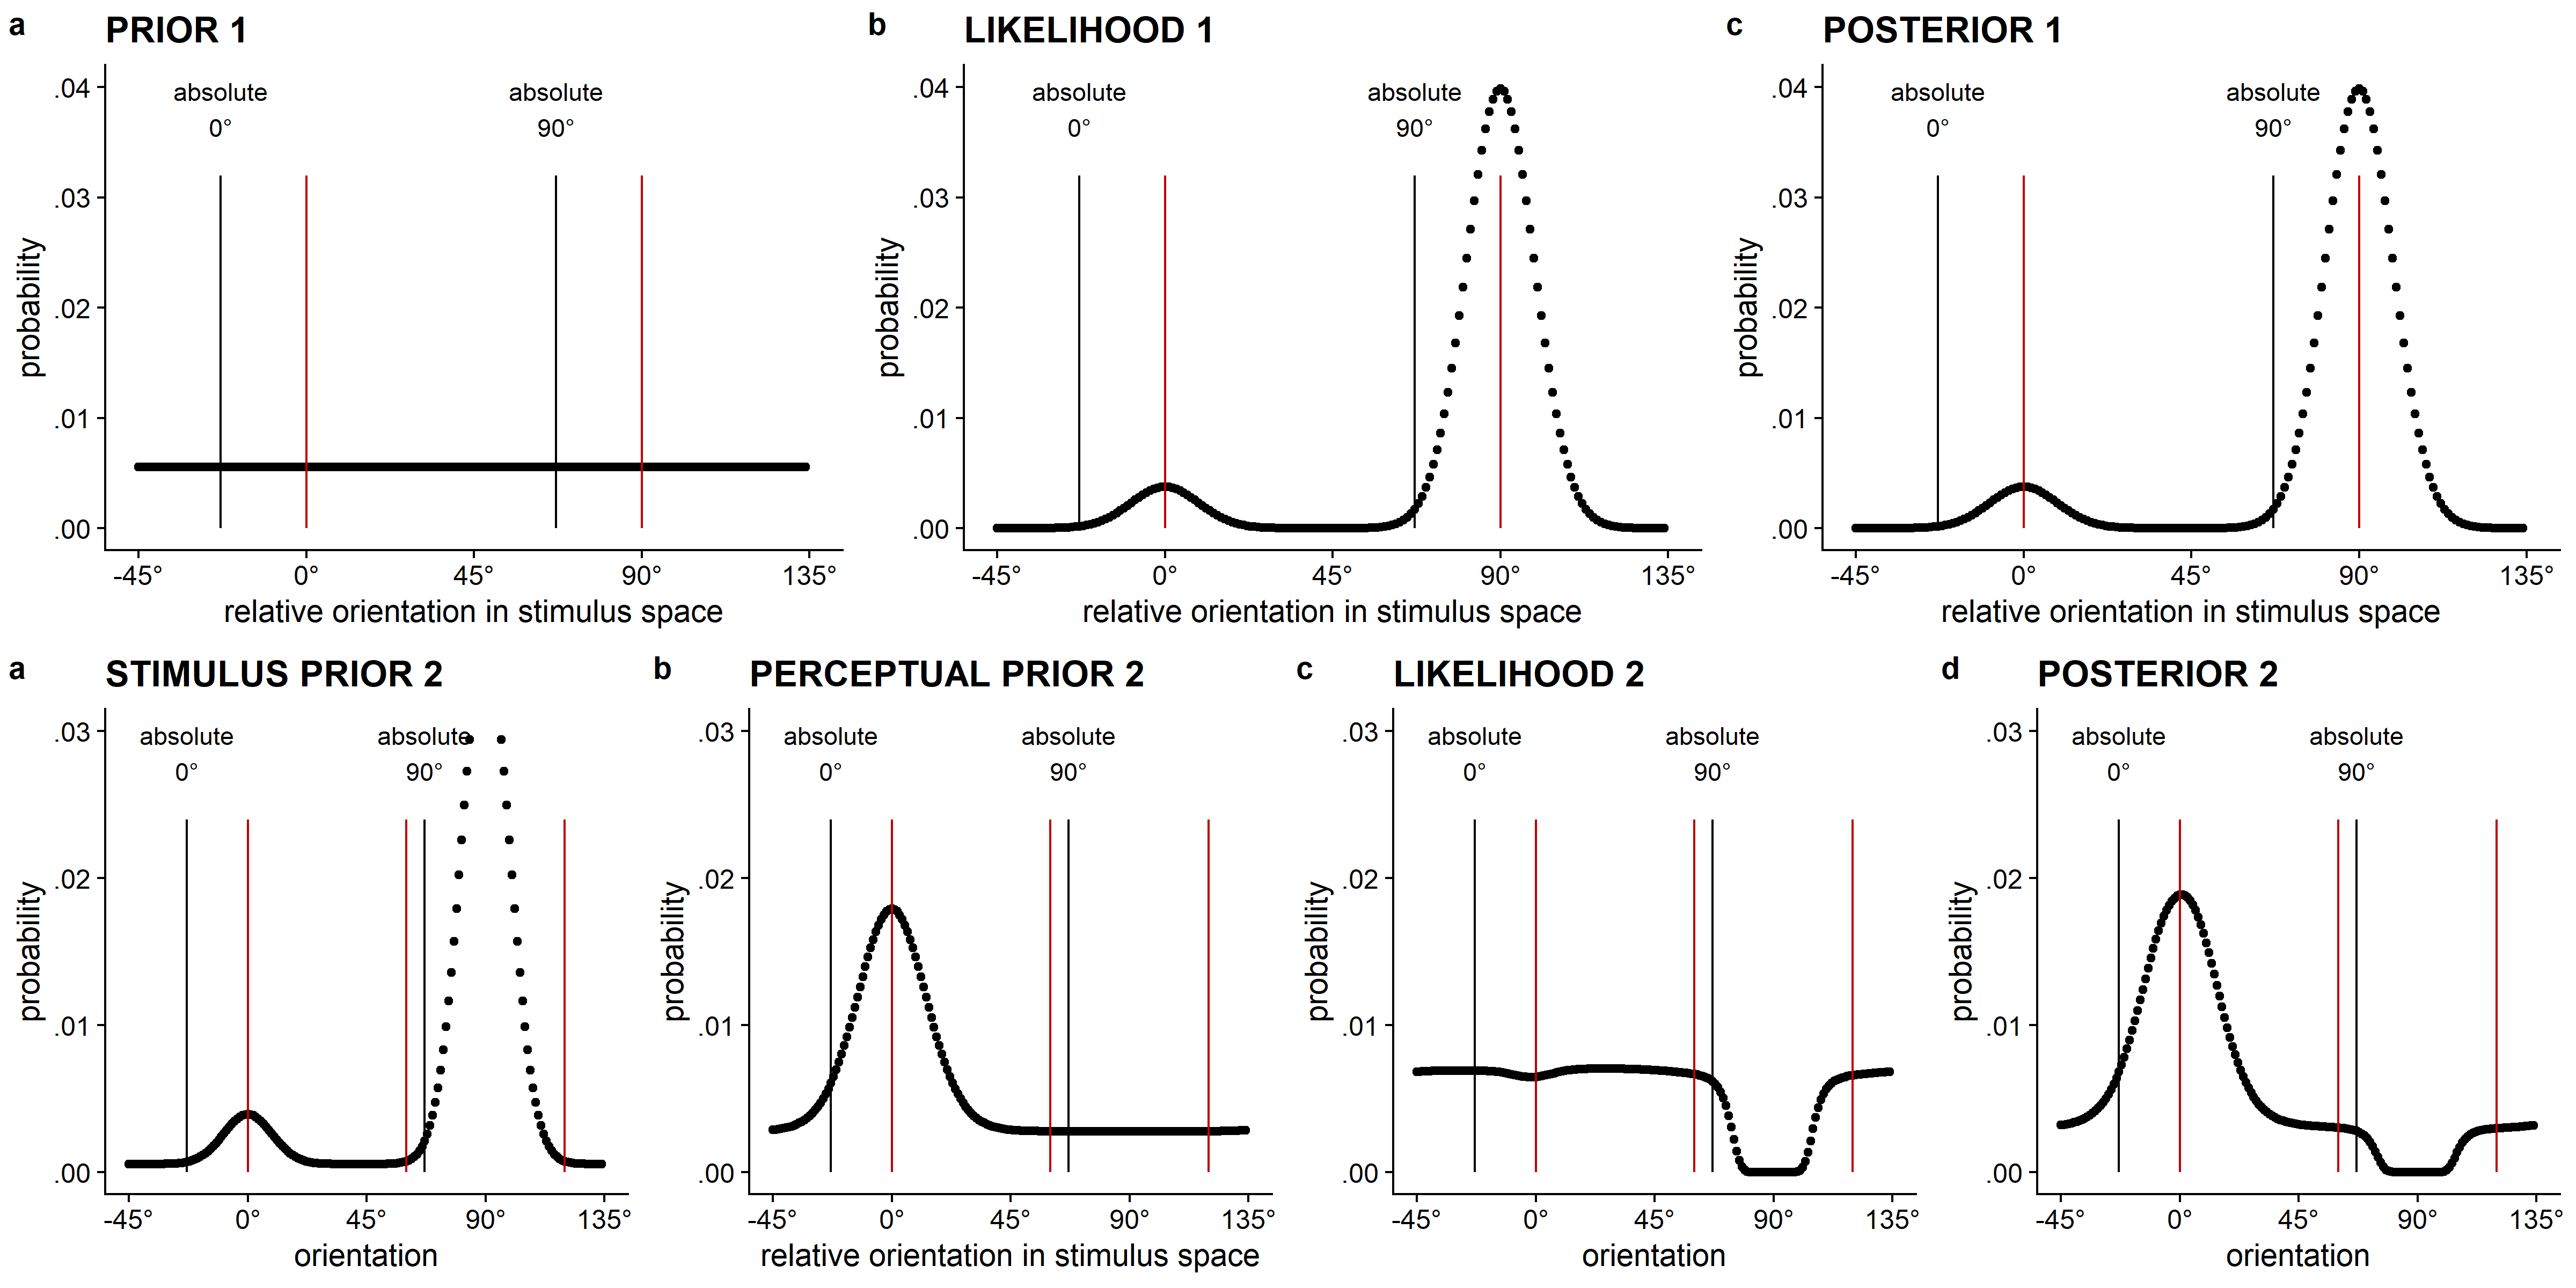 a PRIOR 1
absolute absolute
0° 90°
.04
.03
.02
.01
.00
probability
-45° 0° 45° 90° 135°
relative orientation in stimulus space
b LIKELIHOOD 1
absolute absolute
0° 90°
.04
.03
.02
.01
.00
probability
-45° 0° 45° 90° 135°
relative orientation in stimulus space
c POSTERIOR 1
absolute absolute
0° 90°
.04
.03
.02
.01
.00
probability
-45° 0° 45° 90° 135°
relative orientation in stimulus space
a STIMULUS PRIOR 2
absolute absolute
0° 90°
.03
.02
.01
.00
probability
-45° 0° 45° 90° 135°
orientation
b PERCEPTUAL PRIOR 2
absolute absolute
0° 90°
.03
.02
.01
.00
probability
-45° 0° 45° 90° 135°
relative orientation in stimulus space
c LIKELIHOOD 2
absolute absolute
0° 90°
.03
.02
.01
.00
probability
-45° 0° 45° 90° 135°
orientation
d POSTERIOR 2
absolute absolute
0° 90°
.03
.02
.01
.00
probability
-45° 0° 45° 90° 135°
orientation